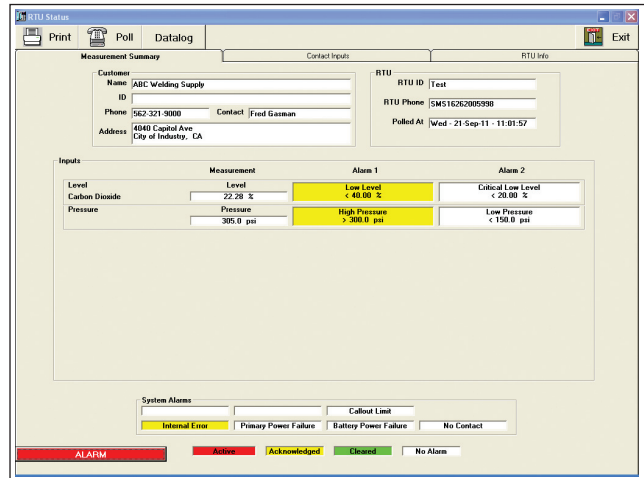 RTU Status
Print Poll Datalog Exit
Measurement Summary Contact Inputs RTU Info
Customer
Name ABC Welding Supply
ID
Phone 562-321-9000 Contact Fred Gasman
Address 4040 Capitol Ave
City of Industry, CA
RTU
RTU ID Test
RTU Phone SMS16262005998
Polled At Wed - 21-Sep-11 - 11:01:57
Inputs
Measurement Alarm 1 Alarm 2
Level Level Low Level Critical Low Level
Carbon Dioxide 22.28 % < 40.00 % < 20.00 %
Pressure Pressure High Pressure Low Pressure
305.0 psi > 300.0 psi < 150.0 psi
System Alarms
Callout Limit
Internal Error Primary Power Failure Battery Power Failure No Contact
ALARM Active Acknowledged Cleared No Alarm